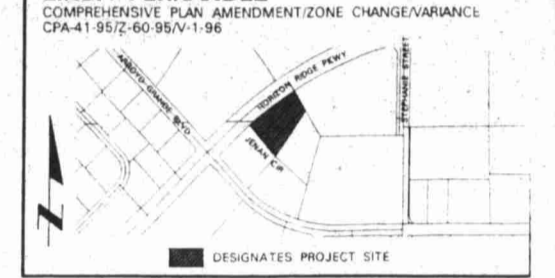 COMPREHENSIVE PLAN AMENDMENT/ZONE CHANGE/VARIANCE
CPA-41-95/Z-60-95/V-1-96
ARROYO GRANDE BLVD
HORIZON RIDGE PKWY
STEPHANIE STREET
JENAN CIR
N
DESIGNATES PROJECT SITE